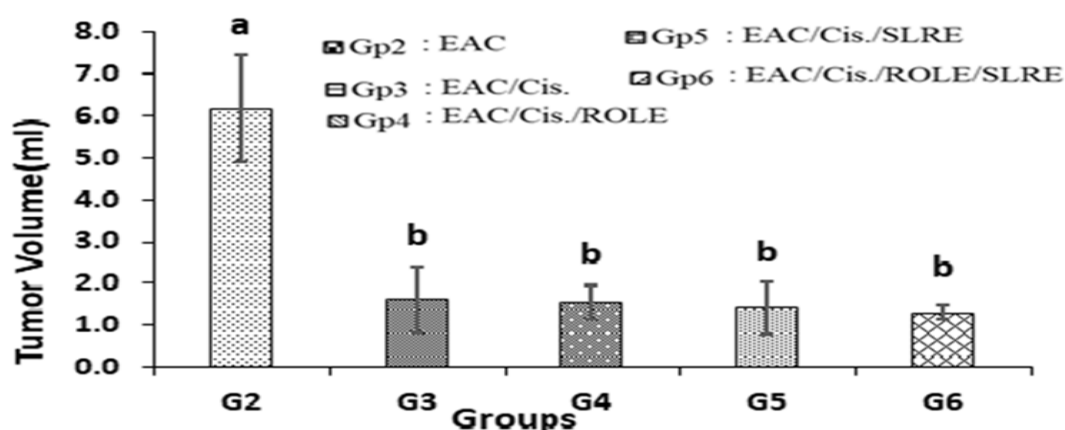 8.0
7.0
6.0
5.0
4.0
3.0
2.0
1.0
0.0
Tumor Volume(ml)
a
b
b
b
b
Gp2 : EAC
Gp3 : EAC/Cis.
Gp4 : EAC/Cis./ROLE
Gp5 : EAC/Cis./SLRE
Gp6 : EAC/Cis./ROLE/SLRE
G2 G3 G4 G5 G6
Groups